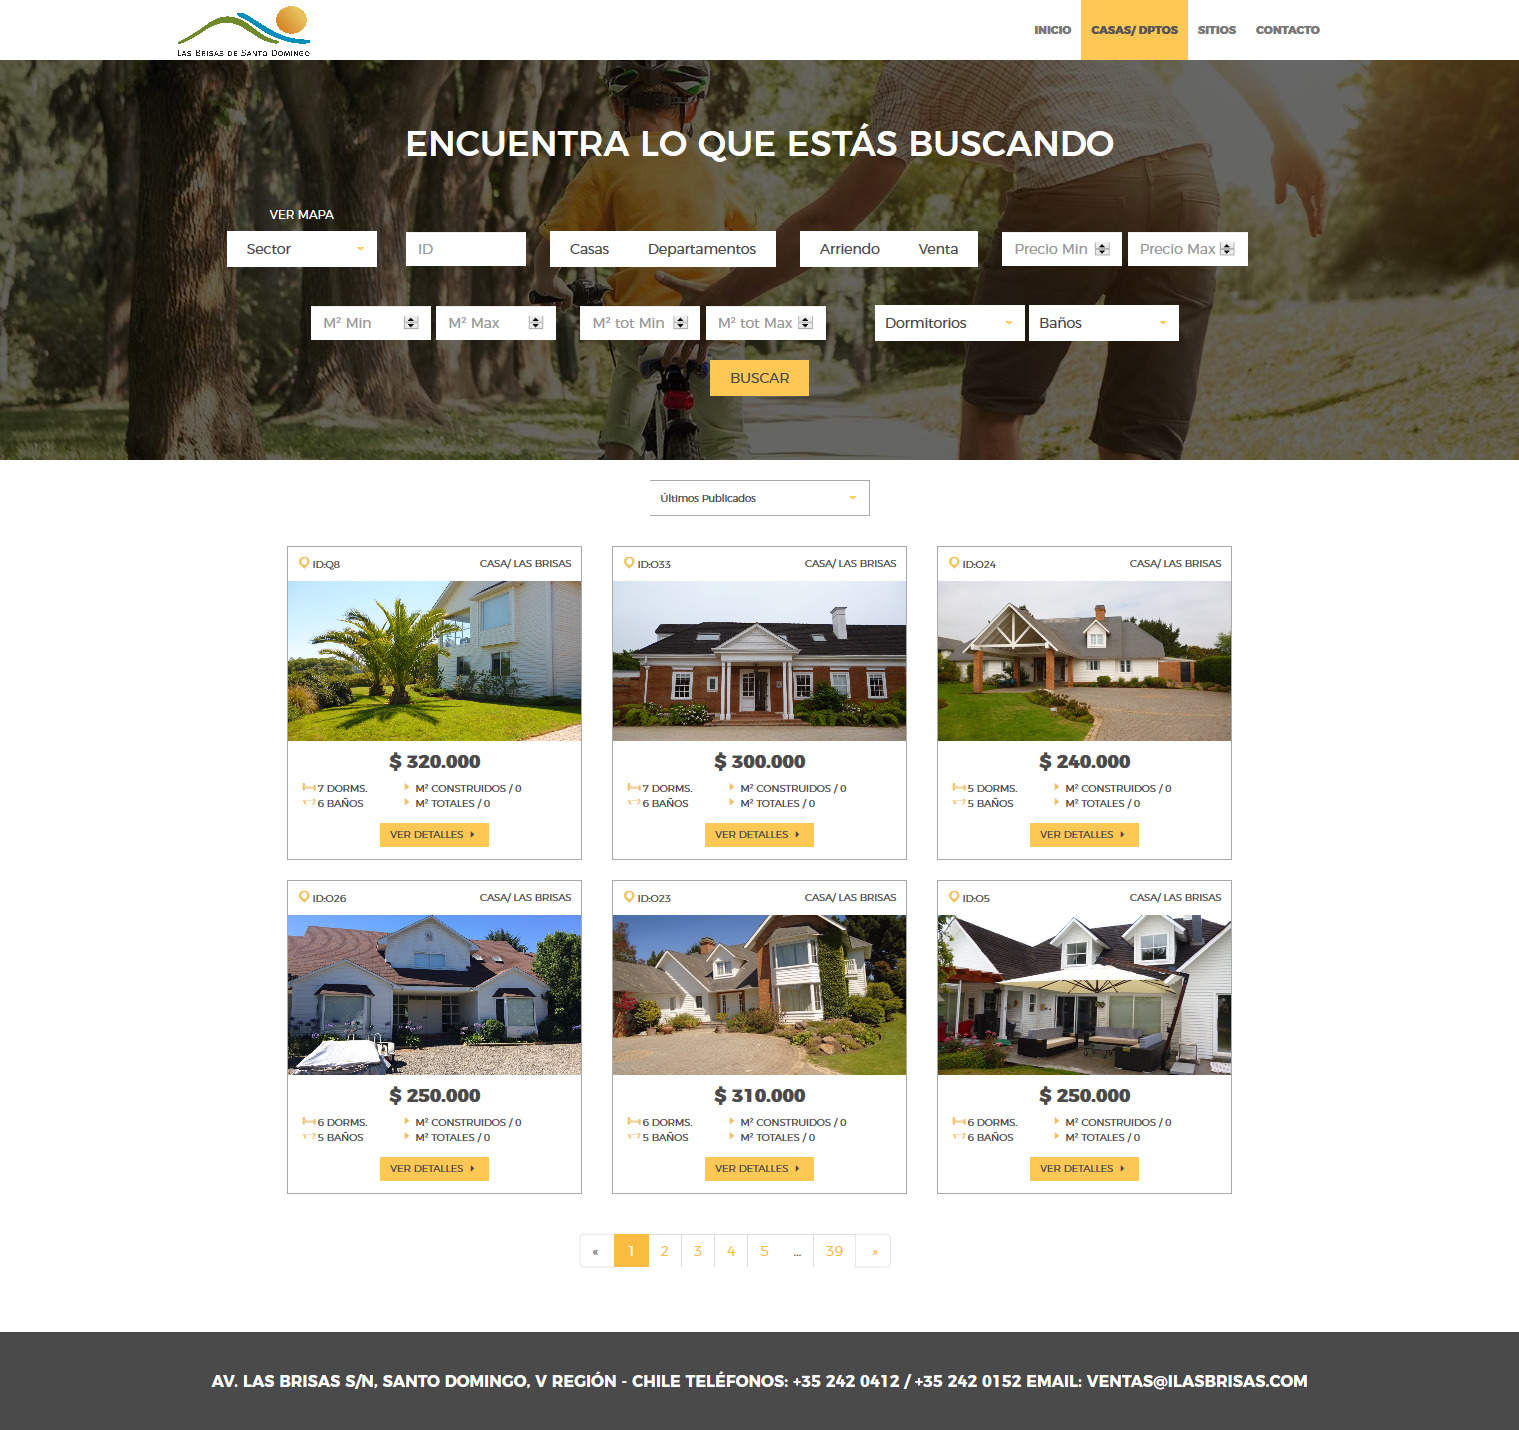 LAS BRISAS DE SANTO DOMINGO
INICIO CASAS/ DPTOS SITIOS CONTACTO
ENCUENTRA LO QUE ESTÁS BUSCANDO
VER MAPA
Sector ID Casas Departamentos Arriendo Venta Precio Min Precio Max
M² Min M² Max M² tot Min M² tot Max Dormitorios Baños
BUSCAR
Últimos Publicados
ID:Q8 CASA/ LAS BRISAS
$ 320.000
7 DORMS. M² CONSTRUIDOS / 0
6 BAÑOS M² TOTALES / 0
VER DETALLES
ID:O33 CASA/ LAS BRISAS
$ 300.000
7 DORMS. M² CONSTRUIDOS / 0
6 BAÑOS M² TOTALES / 0
VER DETALLES
ID:O24 CASA/ LAS BRISAS
$ 240.000
5 DORMS. M² CONSTRUIDOS / 0
5 BAÑOS M² TOTALES / 0
VER DETALLES
ID:O26 CASA/ LAS BRISAS
$ 250.000
6 DORMS. M² CONSTRUIDOS / 0
5 BAÑOS M² TOTALES / 0
VER DETALLES
ID:O23 CASA/ LAS BRISAS
$ 310.000
6 DORMS. M² CONSTRUIDOS / 0
5 BAÑOS M² TOTALES / 0
VER DETALLES
ID:O5 CASA/ LAS BRISAS
$ 250.000
6 DORMS. M² CONSTRUIDOS / 0
6 BAÑOS M² TOTALES / 0
VER DETALLES
« 1 2 3 4 5 ... 39 »
AV. LAS BRISAS S/N, SANTO DOMINGO, V REGIÓN - CHILE TELÉFONOS: +35 242 0412 / +35 242 0152 EMAIL: VENTAS@ILASBRISAS.COM